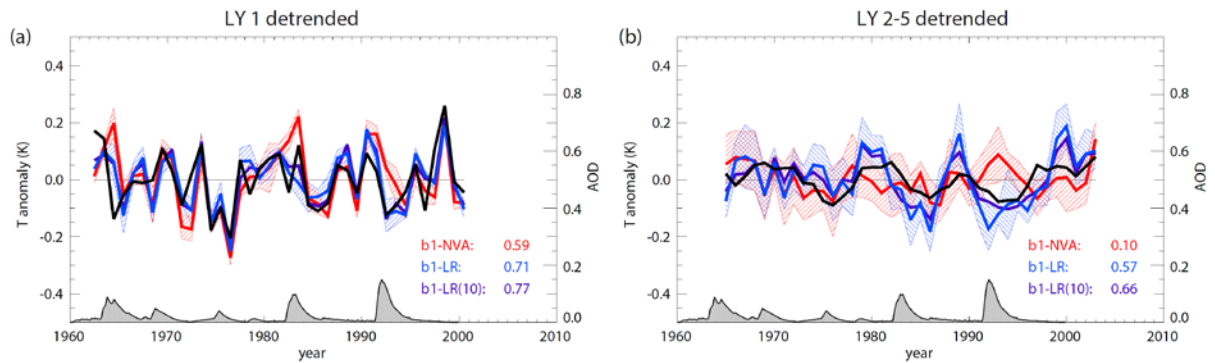 LY 1 detrended
(a)
0.4
0.2
0.0
-0.2
-0.4
T anomaly (K)
0.8
0.6
0.4
0.2
0.0
AOD
b1-NVA: 0.59
b1-LR: 0.71
b1-LR(10): 0.77
1960 1970 1980 1990 2000 2010
year
LY 2-5 detrended
(b)
0.4
0.2
0.0
-0.2
-0.4
T anomaly (K)
0.8
0.6
0.4
0.2
0.0
AOD
b1-NVA: 0.10
b1-LR: 0.57
b1-LR(10): 0.66
1960 1970 1980 1990 2000 2010
year